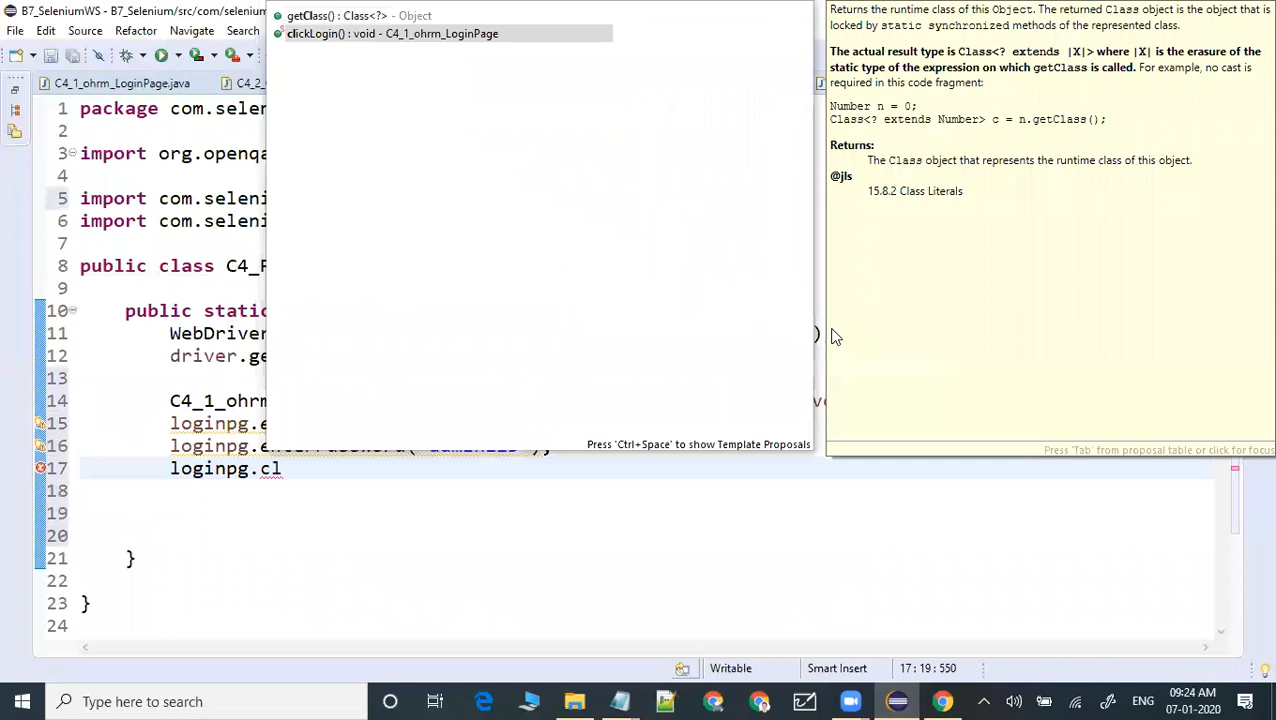 B7_SeleniumWS - B7_Selenium/src/com/seleniu
File Edit Source Refactor Navigate Search
C4_1_ohrm_LoginPage.java C4_2_
1 package com.selen
2
3 import org.openqa
4
5 import com.seleni
6 import com.seleni
7
8 public class C4_
9
10 public static
11 WebDriver )
12 driver.ge
13
14 C4_1_ohrm
15 loginpg.e
16 loginpg.
17 loginpg.cl
18
19
20
21 }
22
23 }
24
getClass() : Class<?> - Object
clickLogin() : void - C4_1_ohrm_LoginPage
Press 'Ctrl+Space' to show Template Proposals
Returns the runtime class of this Object. The returned Class object is the object that is
locked by static synchronized methods of the represented class.
The actual result type is Class<? extends |X|> where |X| is the erasure of the
static type of the expression on which getClass is called. For example, no cast is
required in this code fragment:
Number n = 0;
Class<? extends Number> c = n.getClass();
Returns:
The Class object that represents the runtime class of this object.
@jls
15.8.2 Class Literals
Press 'Tab' from proposal table or click for focus
Writable Smart Insert 17 : 19 : 550
Type here to search
ENG
09:24 AM
07-01-2020